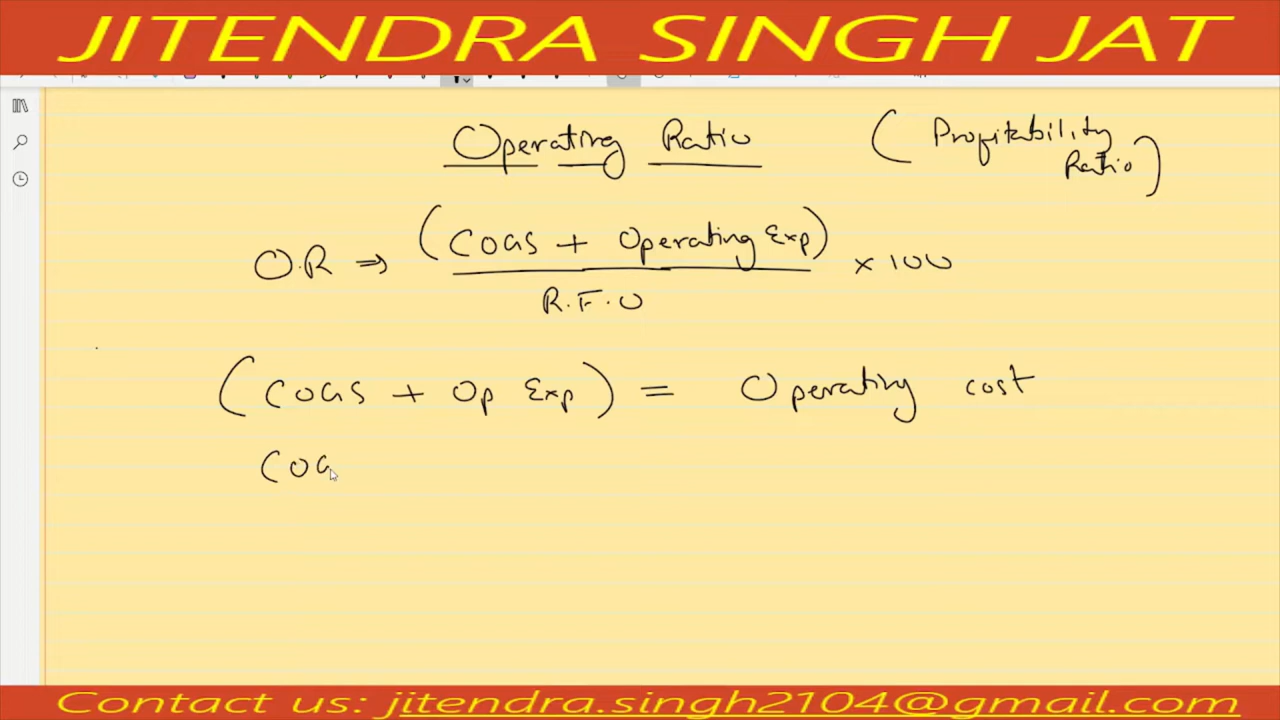 JITENDRA SINGH JAT
Operating Ratio (Profitability Ratio)
O.R ⇒ (COGS + Operating Exp) / R.F.O × 100
(COGS + Op Exp) = Operating cost
COG
Contact us: jitendra.singh2104@gmail.com